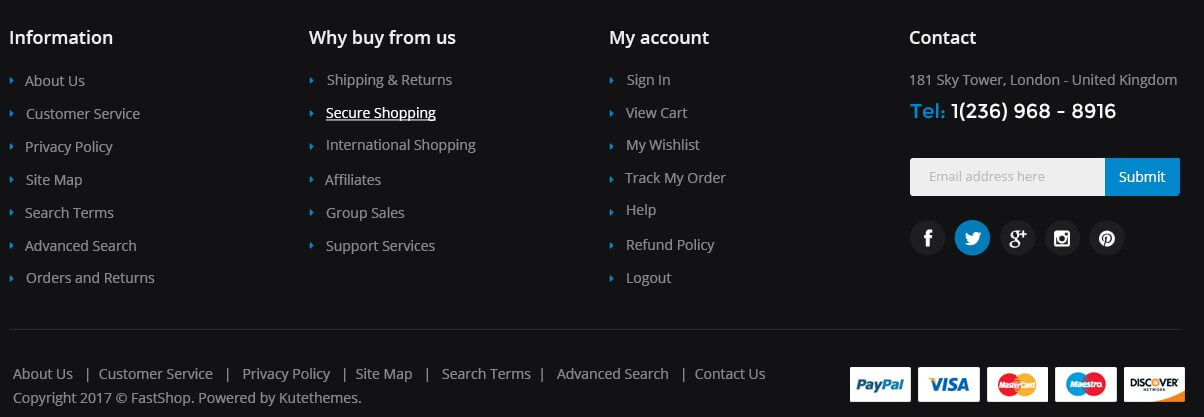 Information
About Us
Customer Service
Privacy Policy
Site Map
Search Terms
Advanced Search
Orders and Returns
Why buy from us
Shipping & Returns
Secure Shopping
International Shopping
Affiliates
Group Sales
Support Services
My account
Sign In
View Cart
My Wishlist
Track My Order
Help
Refund Policy
Logout
Contact
181 Sky Tower, London - United Kingdom
Tel: 1(236) 968 - 8916
Email address here Submit
f g+
About Us | Customer Service | Privacy Policy | Site Map | Search Terms | Advanced Search | Contact Us
Copyright 2017 © FastShop. Powered by Kutethemes.
PayPal VISA MasterCard Maestro DISCOVER
NETWORK